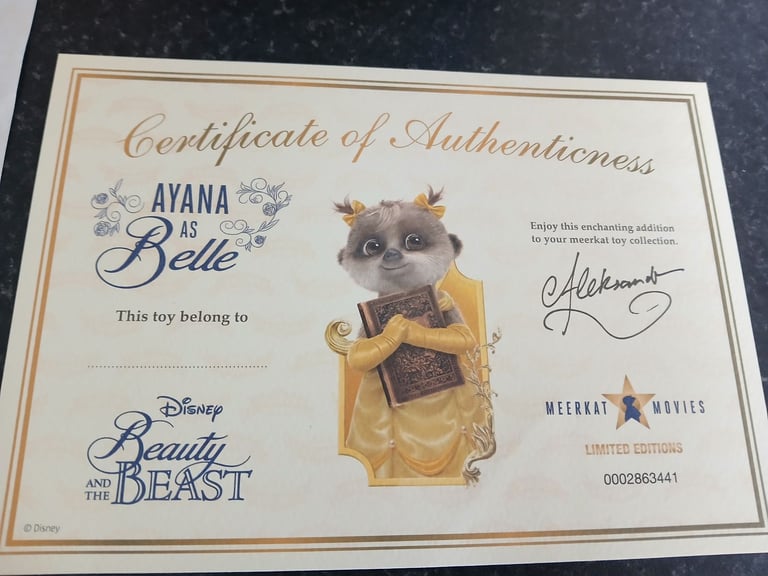 Certificate of Authenticness
AYANA
AS
Belle
This toy belong to
Enjoy this enchanting addition
to your meerkat toy collection.
Aleksandr
Disney
Beauty
AND THE BEAST
MEERKAT MOVIES
LIMITED EDITIONS
0002863441
© Disney